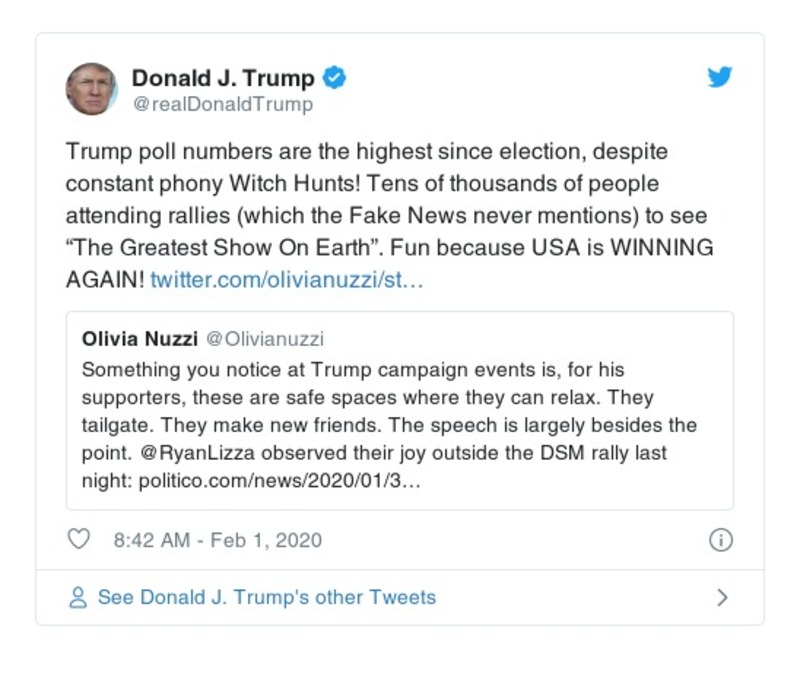 Donald J. Trump
@realDonaldTrump
Trump poll numbers are the highest since election, despite
constant phony Witch Hunts! Tens of thousands of people
attending rallies (which the Fake News never mentions) to see
“The Greatest Show On Earth”. Fun because USA is WINNING
AGAIN! twitter.com/olivianuzzi/st…
Olivia Nuzzi @Olivianuzzi
Something you notice at Trump campaign events is, for his
supporters, these are safe spaces where they can relax. They
tailgate. They make new friends. The speech is largely besides the
point. @RyanLizza observed their joy outside the DSM rally last
night: politico.com/news/2020/01/3…
8:42 AM - Feb 1, 2020
See Donald J. Trump's other Tweets